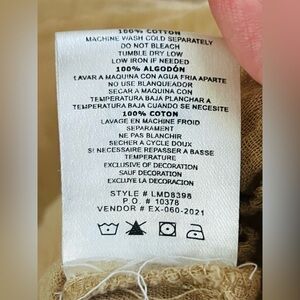 100% COTTON
MACHINE WASH COLD SEPARATELY
DO NOT BLEACH
TUMBLE DRY LOW
LOW IRON IF NEEDED
100% ALGODÓN
LAVAR A MAQUINA CON AGUA FRIA APARTE
NO USE BLANQUEADOR
SECAR A MAQUINA CON
TEMPERATURA BAJA PLANCHAR A
TEMPERATURA BAJA CUANDO SE NECESITE
100% COTON
LAVAGE EN MACHINE FROID
SEPARAMENT
NE PAS BLANCHIR
SECHER A CYCLE DOUX
SI NECESSAIRE REPASSER A BASSE
TEMPERATURE
EXCLUSIVE OF DECORATION
SAUF DECORATION
EXCLUYE LA DECORACION
STYLE # LMD8398
P.O. # 10378
VENDOR # EX-060-2021